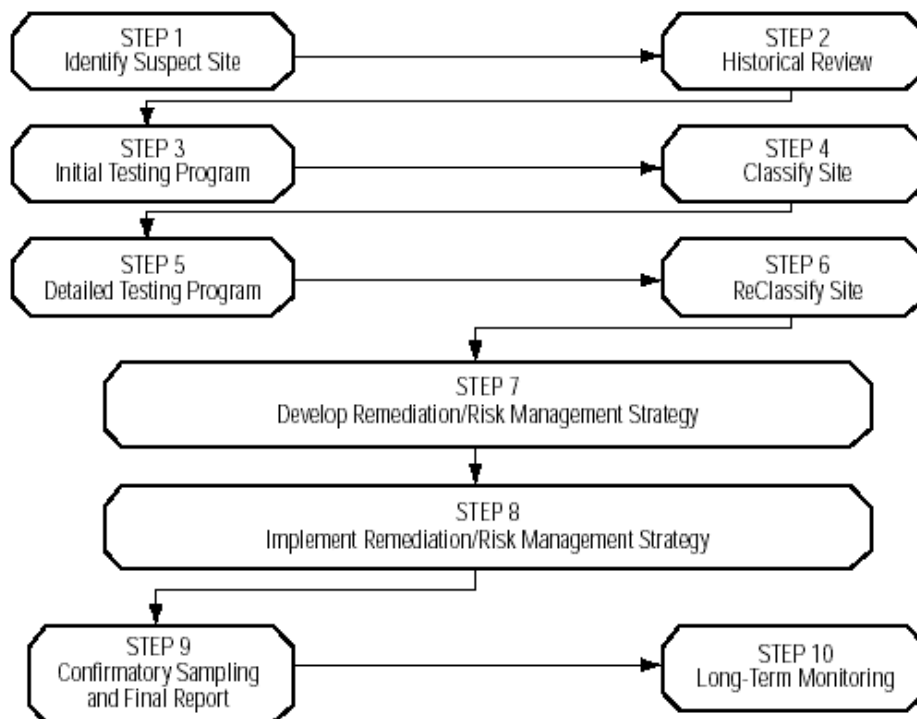 STEP 1
Identify Suspect Site
STEP 2
Historical Review
STEP 3
Initial Testing Program
STEP 4
Classify Site
STEP 5
Detailed Testing Program
STEP 6
ReClassify Site
STEP 7
Develop Remediation/Risk Management Strategy
STEP 8
Implement Remediation/Risk Management Strategy
STEP 9
Confirmatory Sampling
and Final Report
STEP 10
Long-Term Monitoring